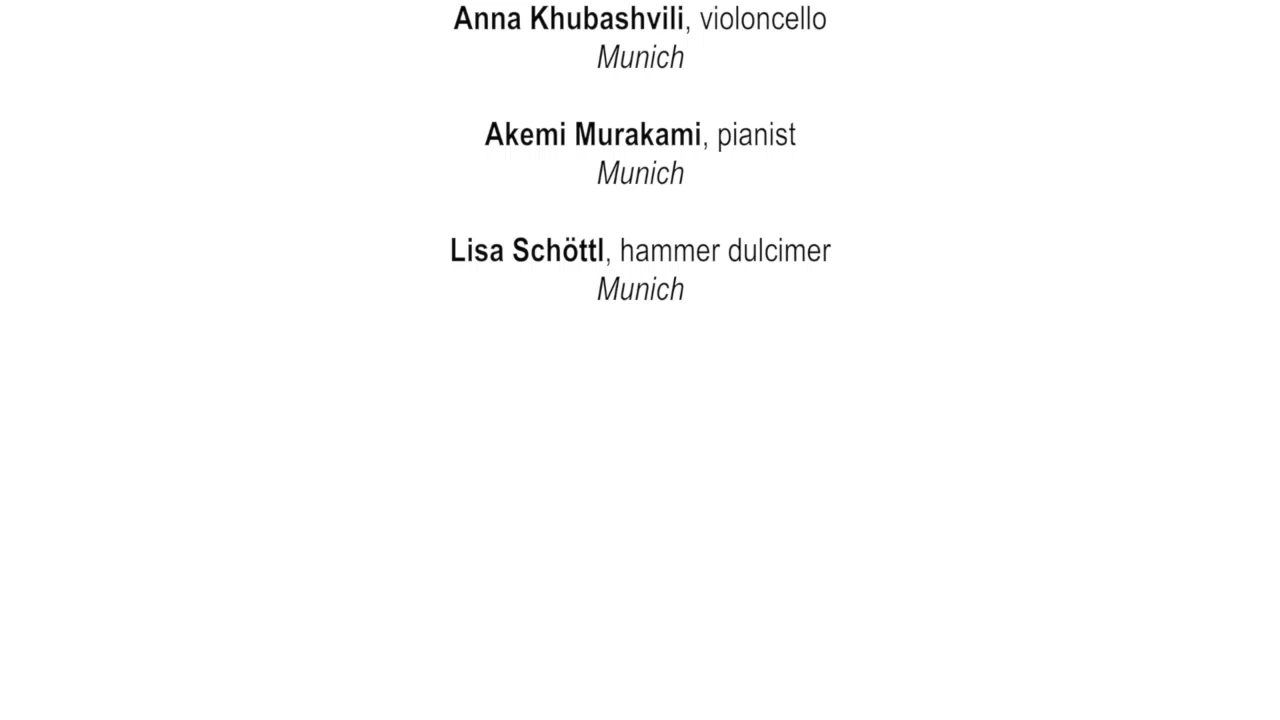 Anna Khubashvili, violoncello
Munich
Akemi Murakami, pianist
Munich
Lisa Schöttl, hammer dulcimer
Munich